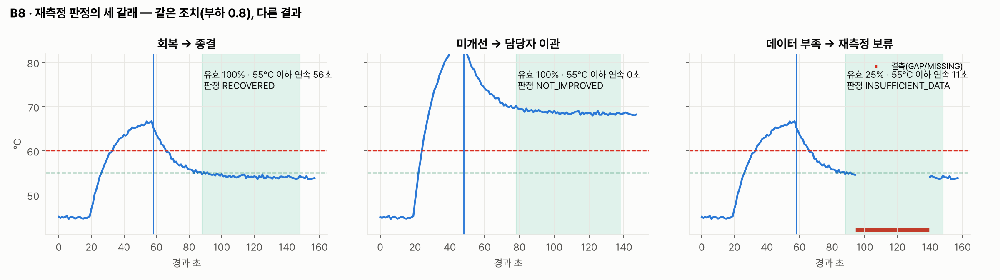 B8 · 재측정 판정의 세 갈래 — 같은 조치(부하 0.8), 다른 결과
회복 → 종결
80
70
60
50
°C
유효 100% · 55°C 이하 연속 56초
판정 RECOVERED
0 20 40 60 80 100 120 140 160
경과 초
미개선 → 담당자 이관
유효 100% · 55°C 이하 연속 0초
판정 NOT_IMPROVED
0 20 40 60 80 100 120 140
경과 초
데이터 부족 → 재측정 보류
결측(GAP/MISSING)
유효 25% · 55°C 이하 연속 11초
판정 INSUFFICIENT_DATA
0 20 40 60 80 100 120 140 160
경과 초